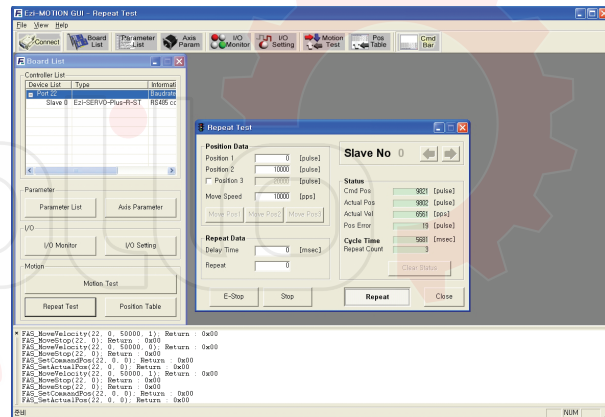 Ezi-MOTION GUI - Repeat Test
File View Help
Connect Board List Parameter List Axis Param I/O Monitor I/O Setting Motion Test Pos Table Cmd Bar
Board List
Controller List
Device List Type Informati
Port 22 Baudrate
Slave 0 Ezi-SERVO-Plus-R-ST RS485 cc
Parameter
Parameter List Axis Parameter
I/O
I/O Monitor I/O Setting
Motion
Motion Test
Repeat Test Position Table
Repeat Test
Position Data
Position 1 0 [pulse]
Position 2 10000 [pulse]
Position 3 [pulse]
Move Speed 10000 [pps]
Move Pos1 Move Pos2 Move Pos3
Repeat Data
Delay Time 0 [msec]
Repeat 0
Slave No 0
Status
Cmd Pos 9821 [pulse]
Actual Pos 9802 [pulse]
Actual Vel 6561 [pps]
Pos Error 19 [pulse]
Cycle Time 5681 [msec]
Repeat Count 3
Clear Status
E-Stop Stop Repeat Close
FAS_MoveVelocity(22, 0, 50000, 1); Return : 0x00
FAS_MoveStop(22, 0); Return : 0x00
FAS_MoveVelocity(22, 0, 50000, 0); Return : 0x00
FAS_MoveStop(22, 0); Return : 0x00
FAS_SetCommandPos(22, 0, 0); Return : 0x00
FAS_SetActualPos(22, 0, 0); Return : 0x00
FAS_MoveVelocity(22, 0, 50000, 1); Return : 0x00
FAS_MoveStop(22, 0); Return : 0x00
FAS_MoveStop(22, 0); Return : 0x00
FAS_SetCommandPos(22, 0, 0); Return : 0x00
FAS_SetActualPos(22, 0, 0); Return : 0x00
준비 NUM